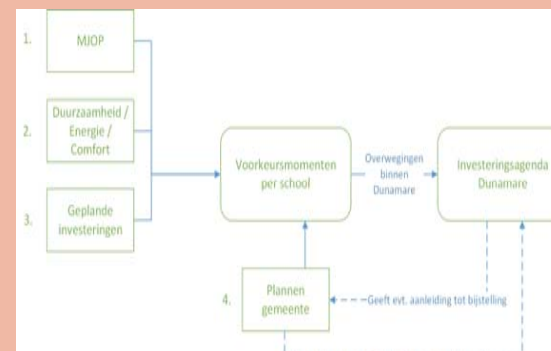 1.
MJOP
2.
Duurzaamheid /
Energie /
Comfort
3.
Geplande
investeringen
Voorkeursmomenten
per school
Overwegingen
binnen
Dunamare
Investeringsagenda
Dunamare
4.
Plannen
gemeente
Geeft evt. aanleiding tot bijstelling